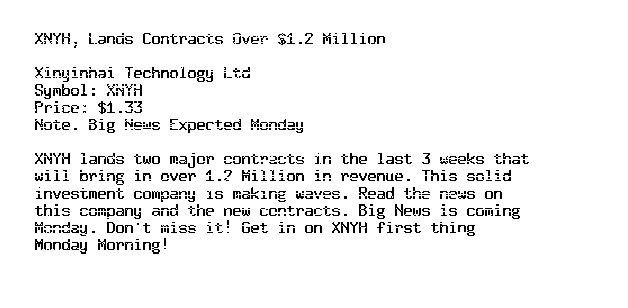 XNYH, Lands Contracts Over $1.2 Million
Xinyinhai Technology Ltd
Symbol: XNYH
Price: $1.33
Note. Big News Expected Monday
XNYH lands two major contracts in the last 3 weeks that
will bring in over 1.2 Million in revenue. This solid
investment company is making waves. Read the news on
this company and the new contracts. Big News is coming
Monday. Don't miss it! Get in on XNYH first thing
Monday Morning!